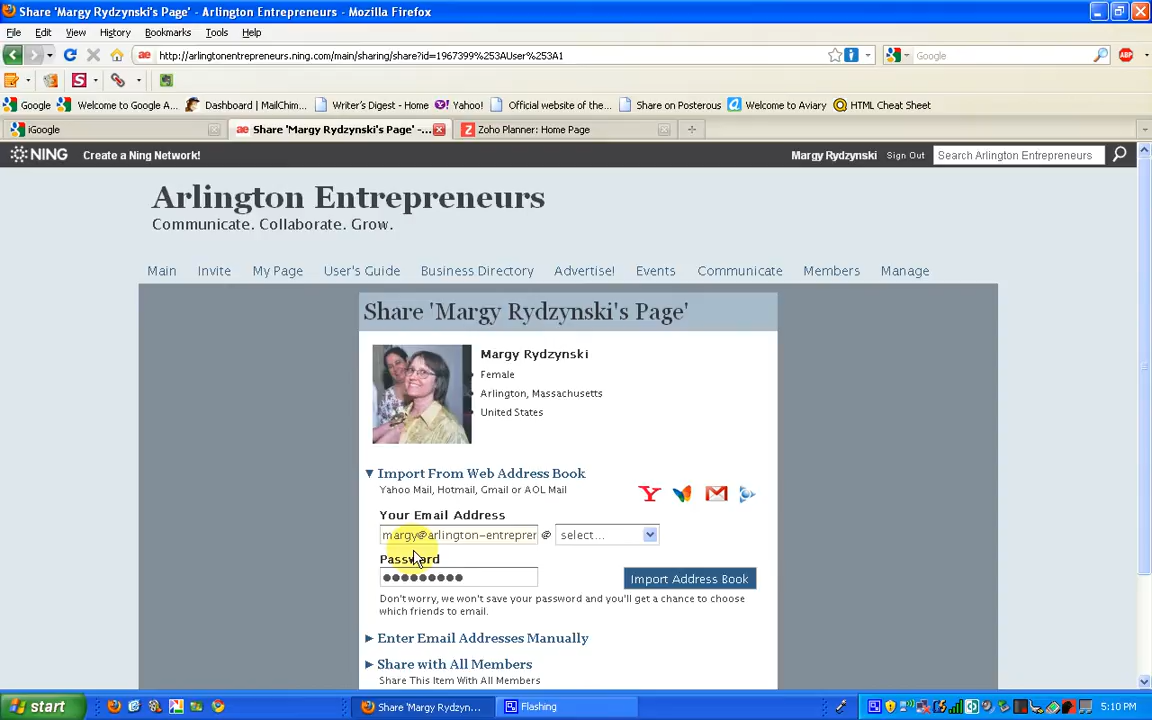 Share 'Margy Rydzynski's Page' - Arlington Entrepreneurs - Mozilla Firefox
File Edit View History Bookmarks Tools Help
http://arlingtonentrepreneurs.ning.com/main/sharing/share?id=1967399%253AUser%253A1
Google
ABP
Google Welcome to Google A... Dashboard | MailChim... Writer's Digest - Home Yahoo! Official website of the... Share on Posterous Welcome to Aviary HTML Cheat Sheet
iGoogle ae Share 'Margy Rydzynski's Page' -... Zoho Planner: Home Page
NING Create a Ning Network! Margy Rydzynski Sign Out Search Arlington Entrepreneurs
Arlington Entrepreneurs
Communicate. Collaborate. Grow.
Main Invite My Page User's Guide Business Directory Advertise! Events Communicate Members Manage
Share 'Margy Rydzynski's Page'
Margy Rydzynski
Female
Arlington, Massachusetts
United States
Import From Web Address Book
Yahoo Mail, Hotmail, Gmail or AOL Mail
Your Email Address
margy@arlington-entreprer @ select...
Password
Import Address Book
Don't worry, we won't save your password and you'll get a chance to choose
which friends to email.
Enter Email Addresses Manually
Share with All Members
Share This Item With All Members
start Share 'Margy Rydzyn... Flashing 5:10 PM